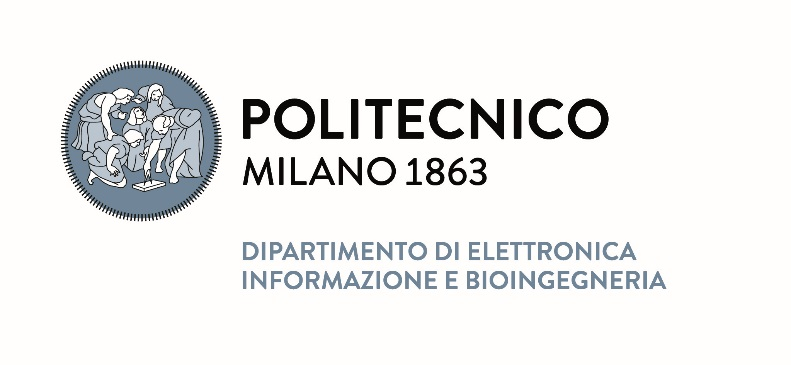 POLITECNICO
MILANO 1863
DIPARTIMENTO DI ELETTRONICA
INFORMAZIONE E BIOINGEGNERIA